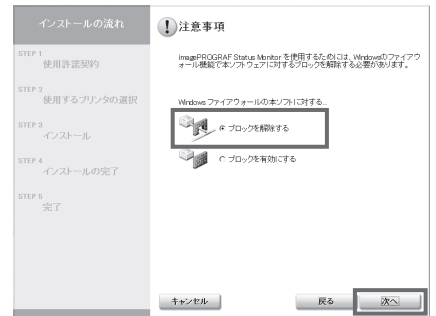 インストールの流れ
STEP 1
使用許諾契約
STEP 2
使用するプリンタの選択
STEP 3
インストール
STEP 4
インストールの完了
STEP 5
完了
注意事項
imagePROGRAF Status Monitor を使用するためには、Windowsのファイアウ
ォール機能で本ソフトウェアに対するブロックを解除する必要があります。
Windows ファイアウォールの本ソフトに対する...
ブロックを解除する
ブロックを有効にする
キャンセル
戻る
次へ